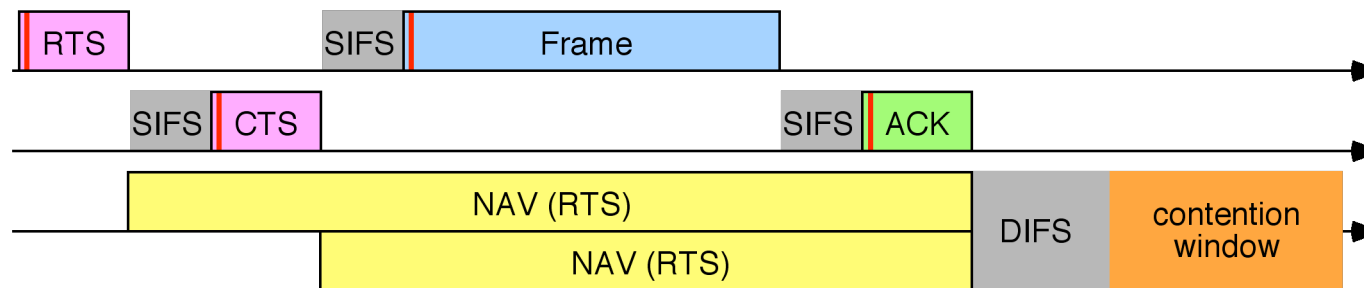 RTS
SIFS
Frame
SIFS
CTS
SIFS
ACK
NAV (RTS)
NAV (RTS)
DIFS
contention
window